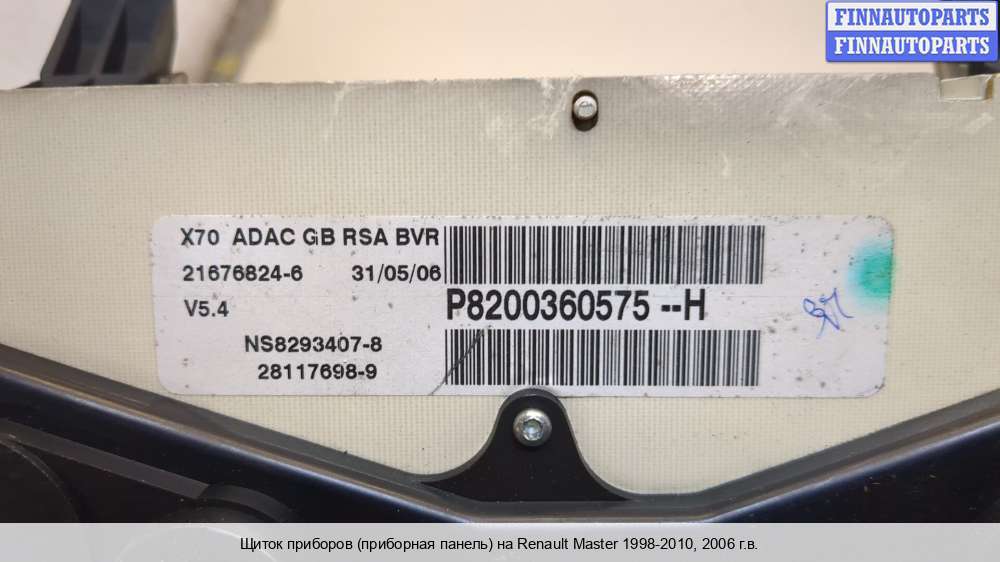 FINNAUTOPARTS
FINNAUTOPARTS
X70 ADAC GB RSA BVR
21676824-6 31/05/06
V5.4
P8200360575 --H
NS8293407-8
28117698-9
Щиток приборов (приборная панель) на Renault Master 1998-2010, 2006 г.в.